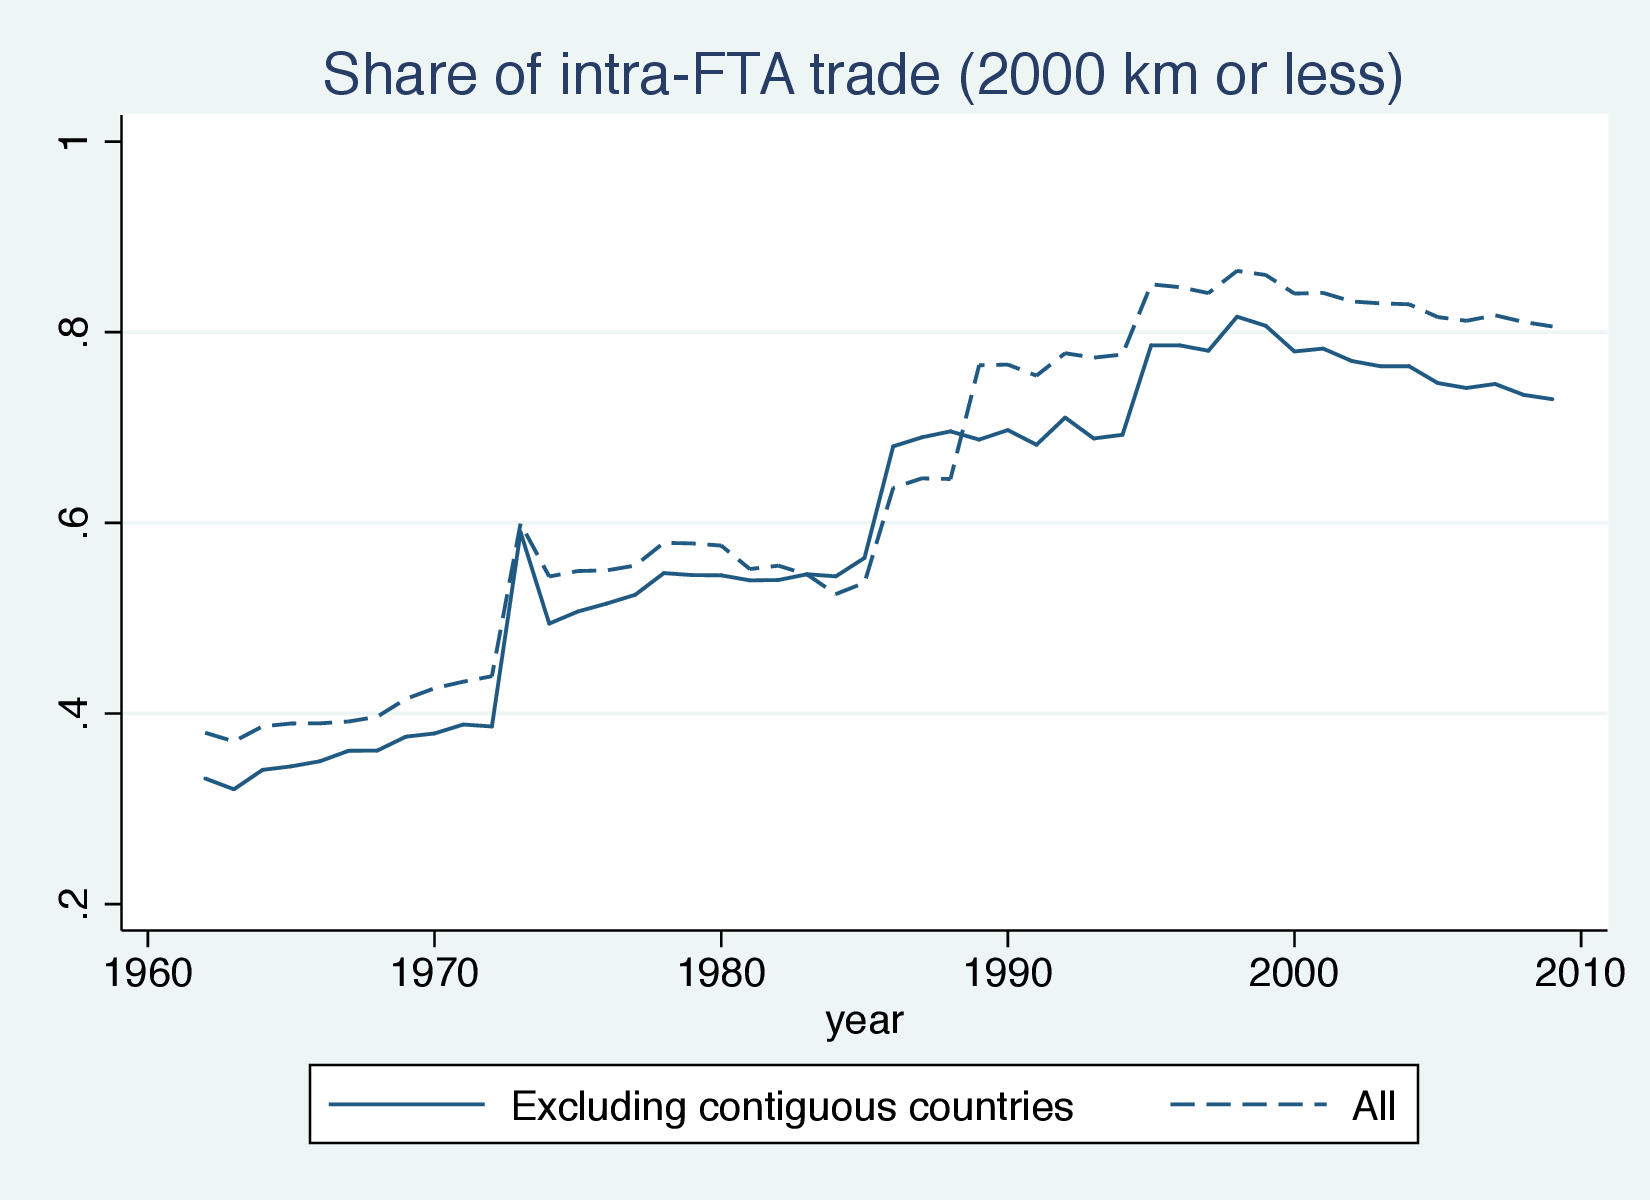 Share of intra-FTA trade (2000 km or less)
1
.8
.6
.4
.2
1960 1970 1980 1990 2000 2010
year
Excluding contiguous countries All